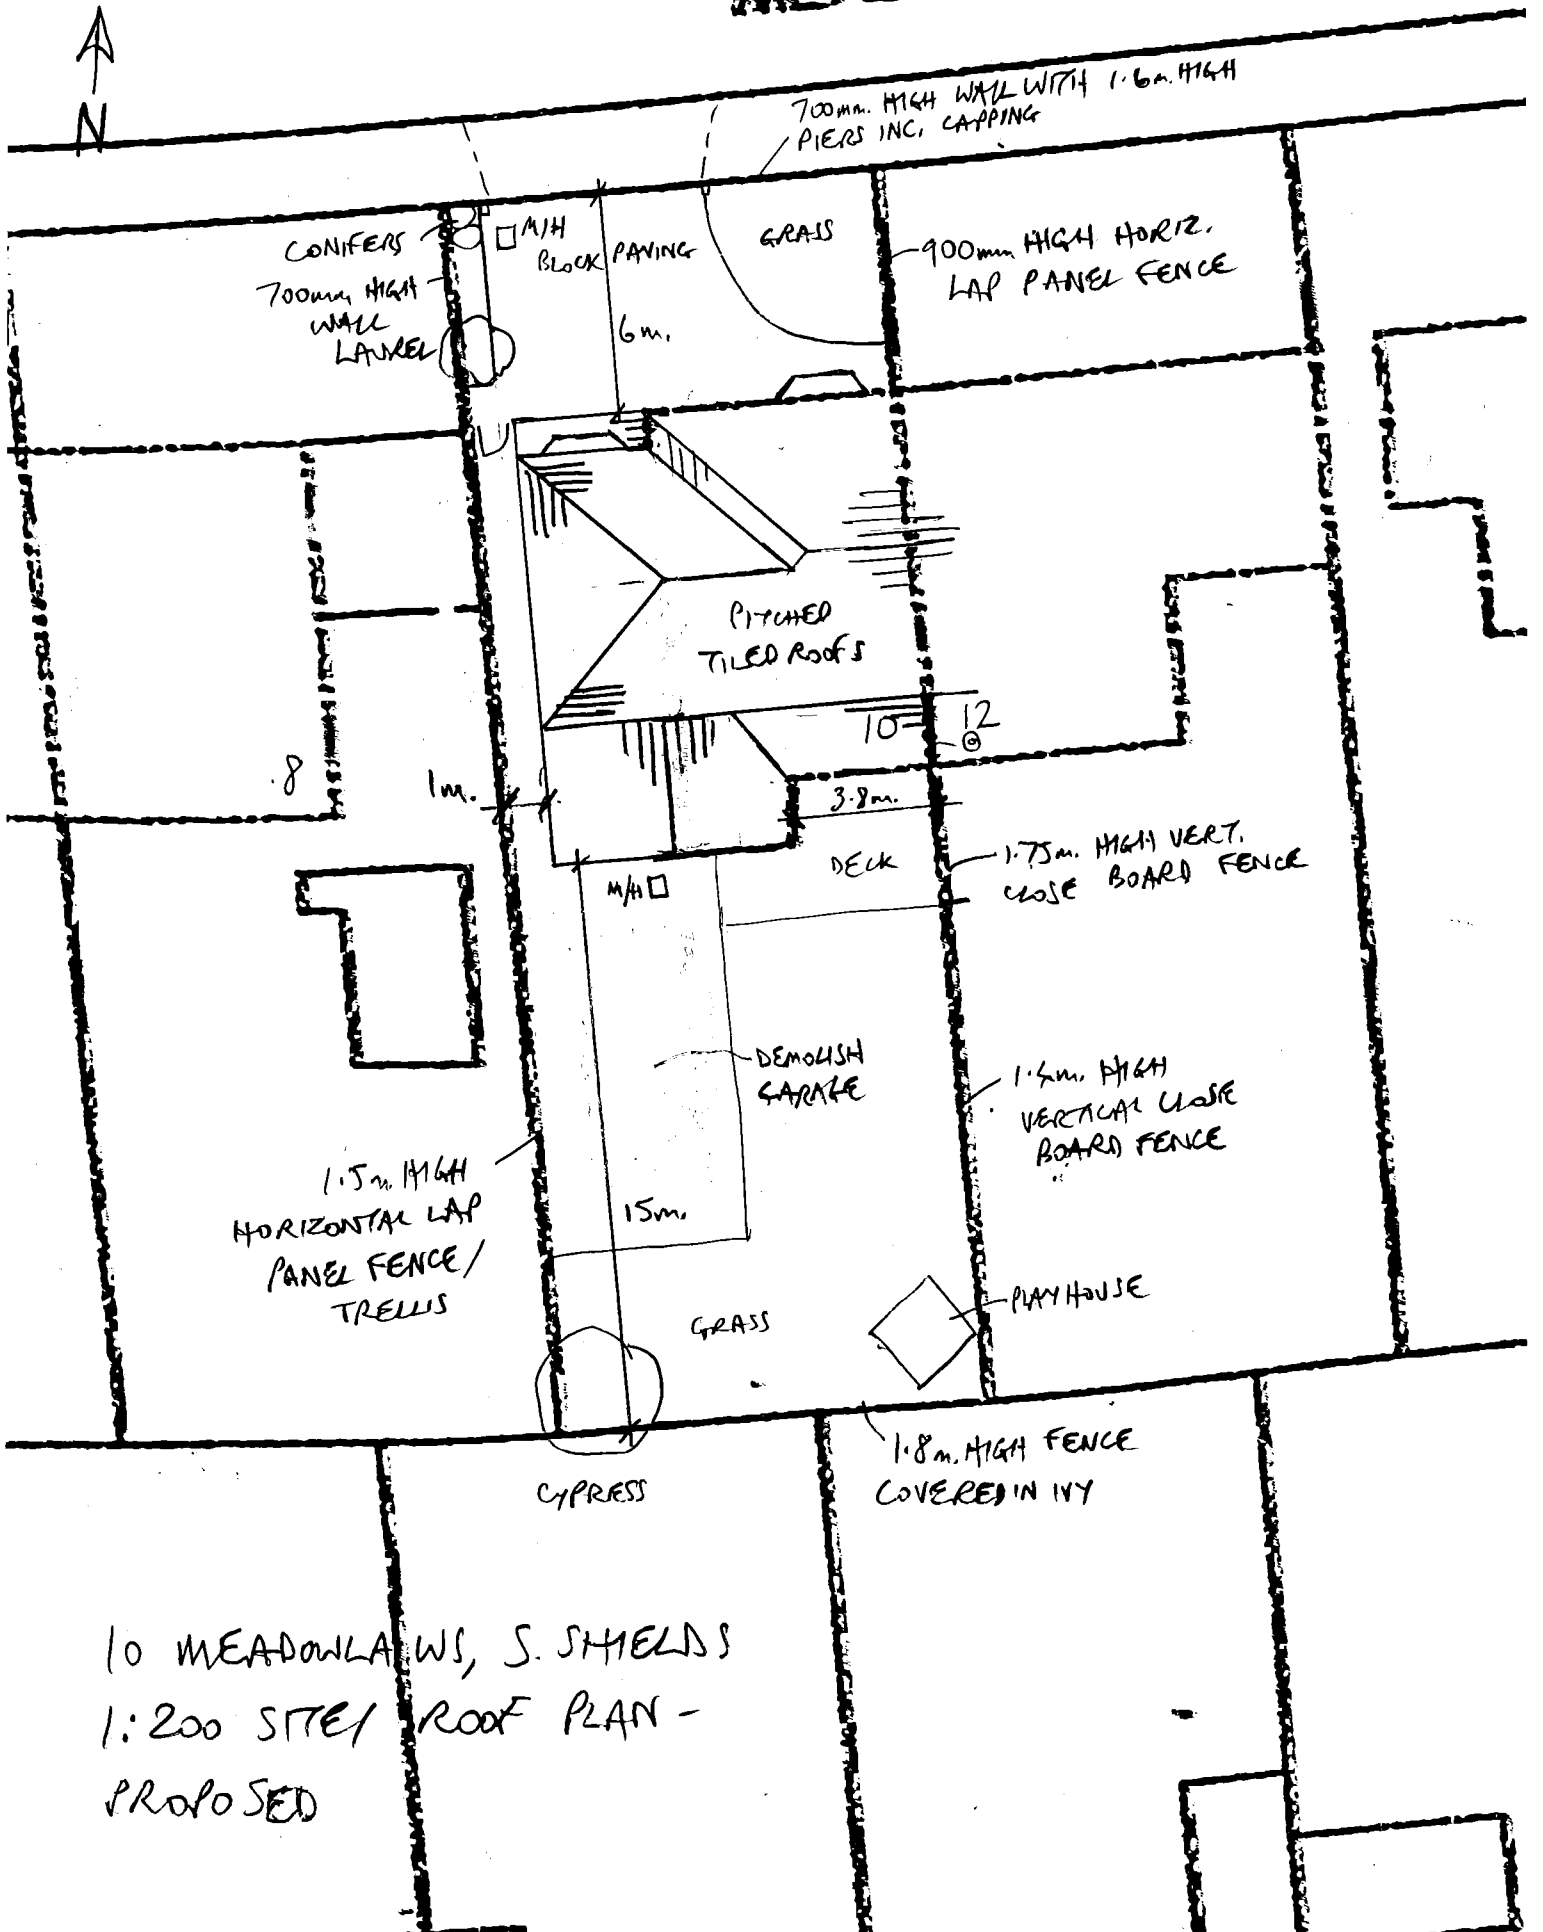 N
700mm. HIGH WALL WITH 1.6m. HIGH
PIERS INC. CAPPING
CONIFERS
M/H
BLOCK PAVING
GRASS
700mm HIGH
WALL
LAUREL
6m.
900mm HIGH HORIZ.
LAP PANEL FENCE
PITCHED
TILED ROOFS
10
12
8
1m.
3.8m.
DECK
1.75m. HIGH VERT.
CLOSE BOARD FENCE
M/H
DEMOLISH
GARAGE
HIGH
VERTICAL CLOSE
BOARD FENCE
1.5m. HIGH
HORIZONTAL LAP
PANEL FENCE/
TRELLIS
15m.
PLAYHOUSE
GRASS
1.8m. HIGH FENCE
COVERED IN IVY
CYPRESS
10 MEADOWLAWS, S. SHIELDS
1:200 SITE/ ROOF PLAN -
PROPOSED